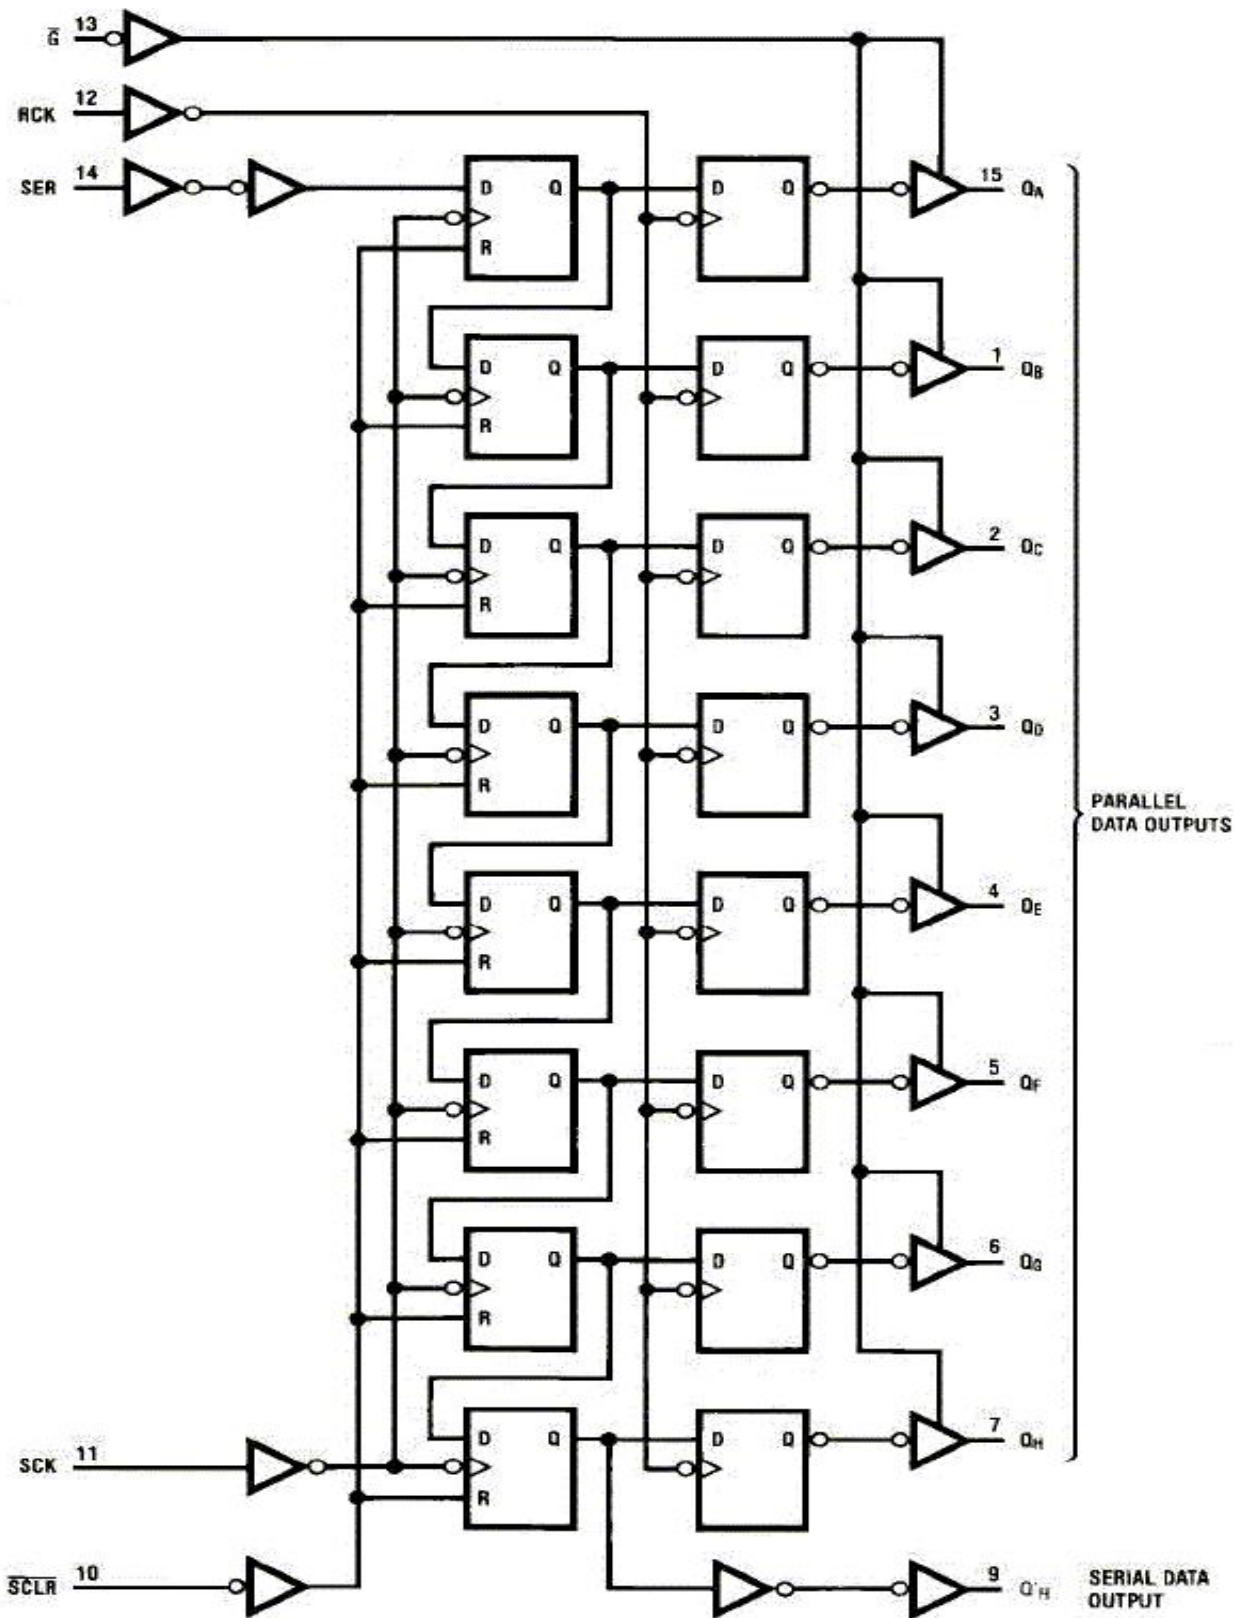 G 13
RCK 12
SER 14
D Q D Q 15 QA
R
D Q D Q 1 QB
R
D Q D Q 2 QC
R
D Q D Q 3 QD
R
PARALLEL
DATA OUTPUTS
D Q D Q 4 QE
R
D Q D Q 5 QF
R
D Q D Q 6 QG
R
D Q D Q 7 QH
SCK 11
R
SCLR 10
9 Q'H SERIAL DATA
OUTPUT